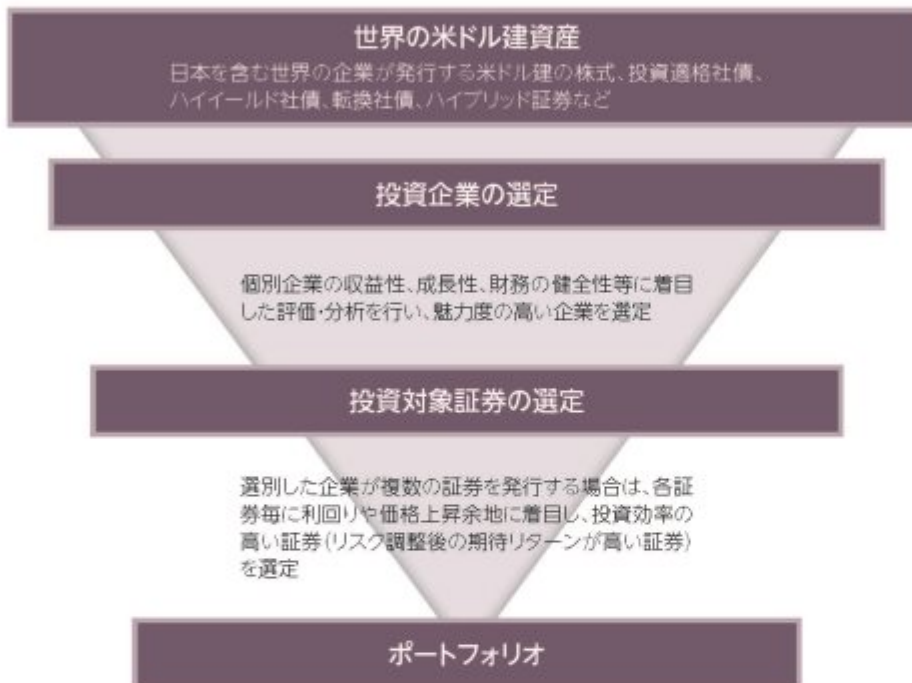 世界の米ドル建資産
日本を含む世界の企業が発行する米ドル建の株式、投資適格社債、
ハイイールド社債、転換社債、ハイブリッド証券など
投資企業の選定
個別企業の収益性、成長性、財務の健全性等に着目
した評価・分析を行い、魅力度の高い企業を選定
投資対象証券の選定
選別した企業が複数の証券を発行する場合は、各証
券毎に利回りや価格上昇余地に着目し、投資効率の
高い証券(リスク調整後の期待リターンが高い証券)
を選定
ポートフォリオ